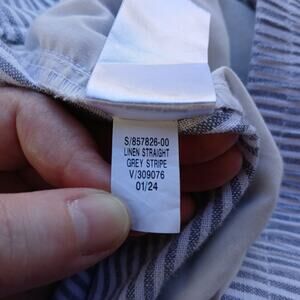 S/857826-00
LINEN STRAIGHT
GREY STRIPE
V/309076
01/24